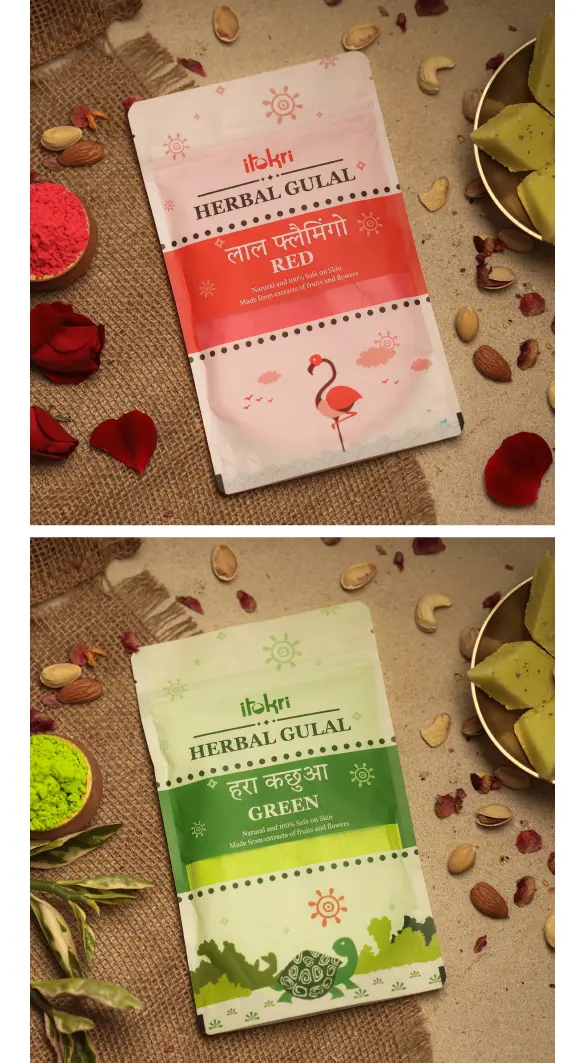 itokri
HERBAL GULAL
लाल फ्लैमिंगो
RED
Natural and 100% Safe on Skin
Made from extracts of fruits and flowers
itokri
HERBAL GULAL
हरा कछुआ
GREEN
Natural and 100% Safe on Skin
Made from extracts of fruits and flowers